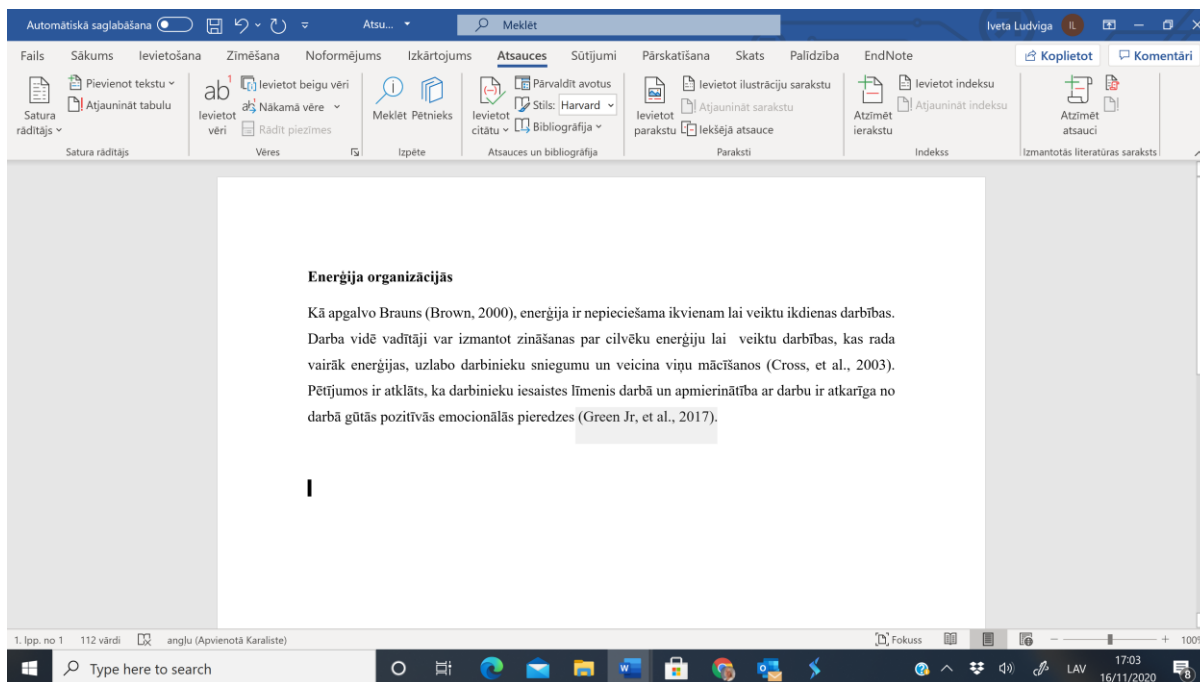 Automātiskā saglabāšana
Atsu...
Meklēt
Iveta Ludviga
IL
Fails Sākums Ievietošana Zīmēšana Noformējums Izkārtojums Atsauces Sūtījumi Pārskatīšana Skats Palīdzība EndNote Koplietot Komentāri
Satura rādītājs
Pievienot tekstu
Atjaunināt tabulu
Satura rādītājs
ab 1
Ievietot vēri
Ievietot beigu vēri
Nākamā vēre
Rādīt piezīmes
Vēres
Meklēt Pētnieks
Izpēte
Ievietot citātu
Pārvaldīt avotus
Stils: Harvard
Bibliogrāfija
Atsauces un bibliogrāfija
Ievietot parakstu
Ievietot ilustrāciju sarakstu
Atjaunināt sarakstu
Iekšējā atsauce
Paraksti
Atzīmēt ierakstu
Ievietot indeksu
Atjaunināt indeksu
Indekss
Atzīmēt atsauci
Izmantotās literatūras saraksts
Enerģija organizācijās
Kā apgalvo Brauns (Brown, 2000), enerģija ir nepieciešama ikvienam lai veiktu ikdienas darbības.
Darba vidē vadītāji var izmantot zināšanas par cilvēku enerģiju lai veiktu darbības, kas rada
vairāk enerģijas, uzlabo darbinieku sniegumu un veicina viņu mācīšanos (Cross, et al., 2003).
Pētījumos ir atklāts, ka darbinieku iesaistes līmenis darbā un apmierinātība ar darbu ir atkarīga no
darbā gūtās pozitīvās emocionālās pieredzes (Green Jr, et al., 2017).
1. lpp. no 1 112 vārdi angļu (Apvienotā Karaliste) Fokuss 100%
Type here to search
LAV
17:03
16/11/2020
8